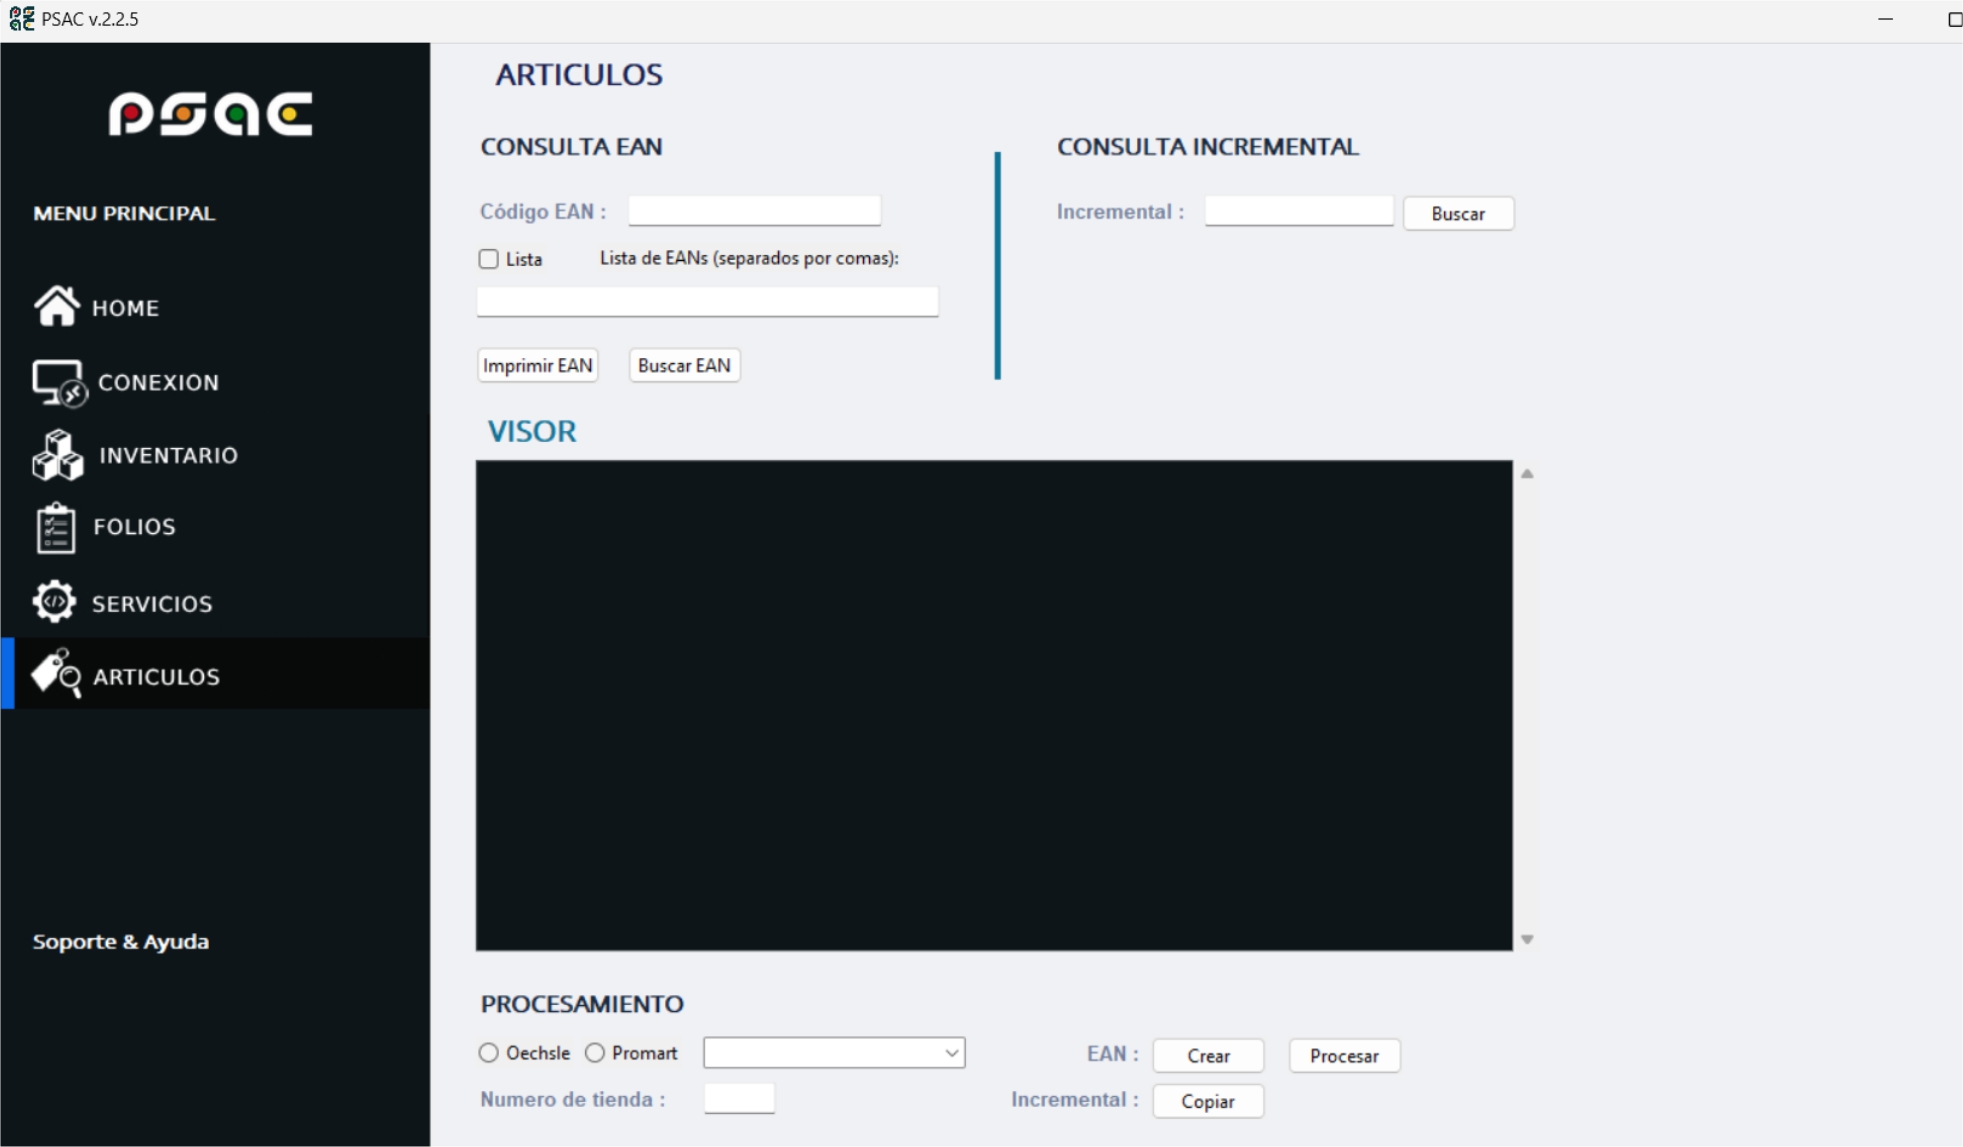 PSAC v.2.2.5
psac
MENU PRINCIPAL
HOME
CONEXION
INVENTARIO
FOLIOS
SERVICIOS
ARTICULOS
Soporte & Ayuda
ARTICULOS
CONSULTA EAN
Código EAN :
Lista
Lista de EANs (separados por comas):
Imprimir EAN
Buscar EAN
CONSULTA INCREMENTAL
Incremental :
Buscar
VISOR
PROCESAMIENTO
Oechsle
Promart
Numero de tienda :
EAN :
Crear
Procesar
Incremental :
Copiar